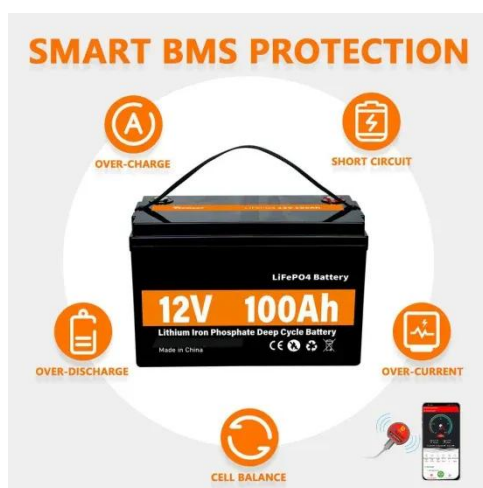 SMART BMS PROTECTION
OVER-CHARGE
SHORT CIRCUIT
LiFePO4 Battery
12V 100Ah
Lithium Iron Phosphate Deep Cycle Battery
Made in China
CE
OVER-DISCHARGE
OVER-CURRENT
CELL BALANCE